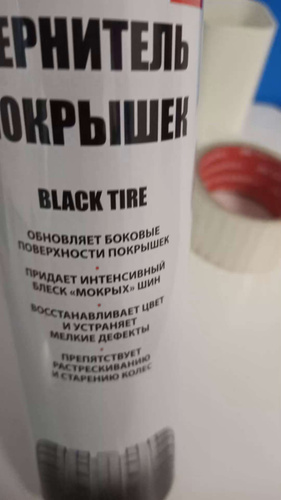 ЕРНИТЕЛЬ
ОКРЫШЕК
BLACK TIRE
ОБНОВЛЯЕТ БОКОВЫЕ
ПОВЕРХНОСТИ ПОКРЫШЕК
ПРИДАЕТ ИНТЕНСИВНЫЙ
БЛЕСК «МОКРЫХ» ШИН
ВОССТАНАВЛИВАЕТ ЦВЕТ
И УСТРАНЯЕТ
МЕЛКИЕ ДЕФЕКТЫ
ПРЕПЯТСТВУЕТ
РАСТРЕСКИВАНИЮ
И СТАРЕНИЮ КОЛЕС